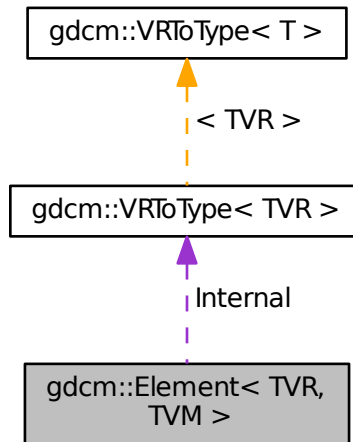 gdcm::VRToType< T >
< TVR >
gdcm::VRToType< TVR >
Internal
gdcm::Element< TVR,
TVM >